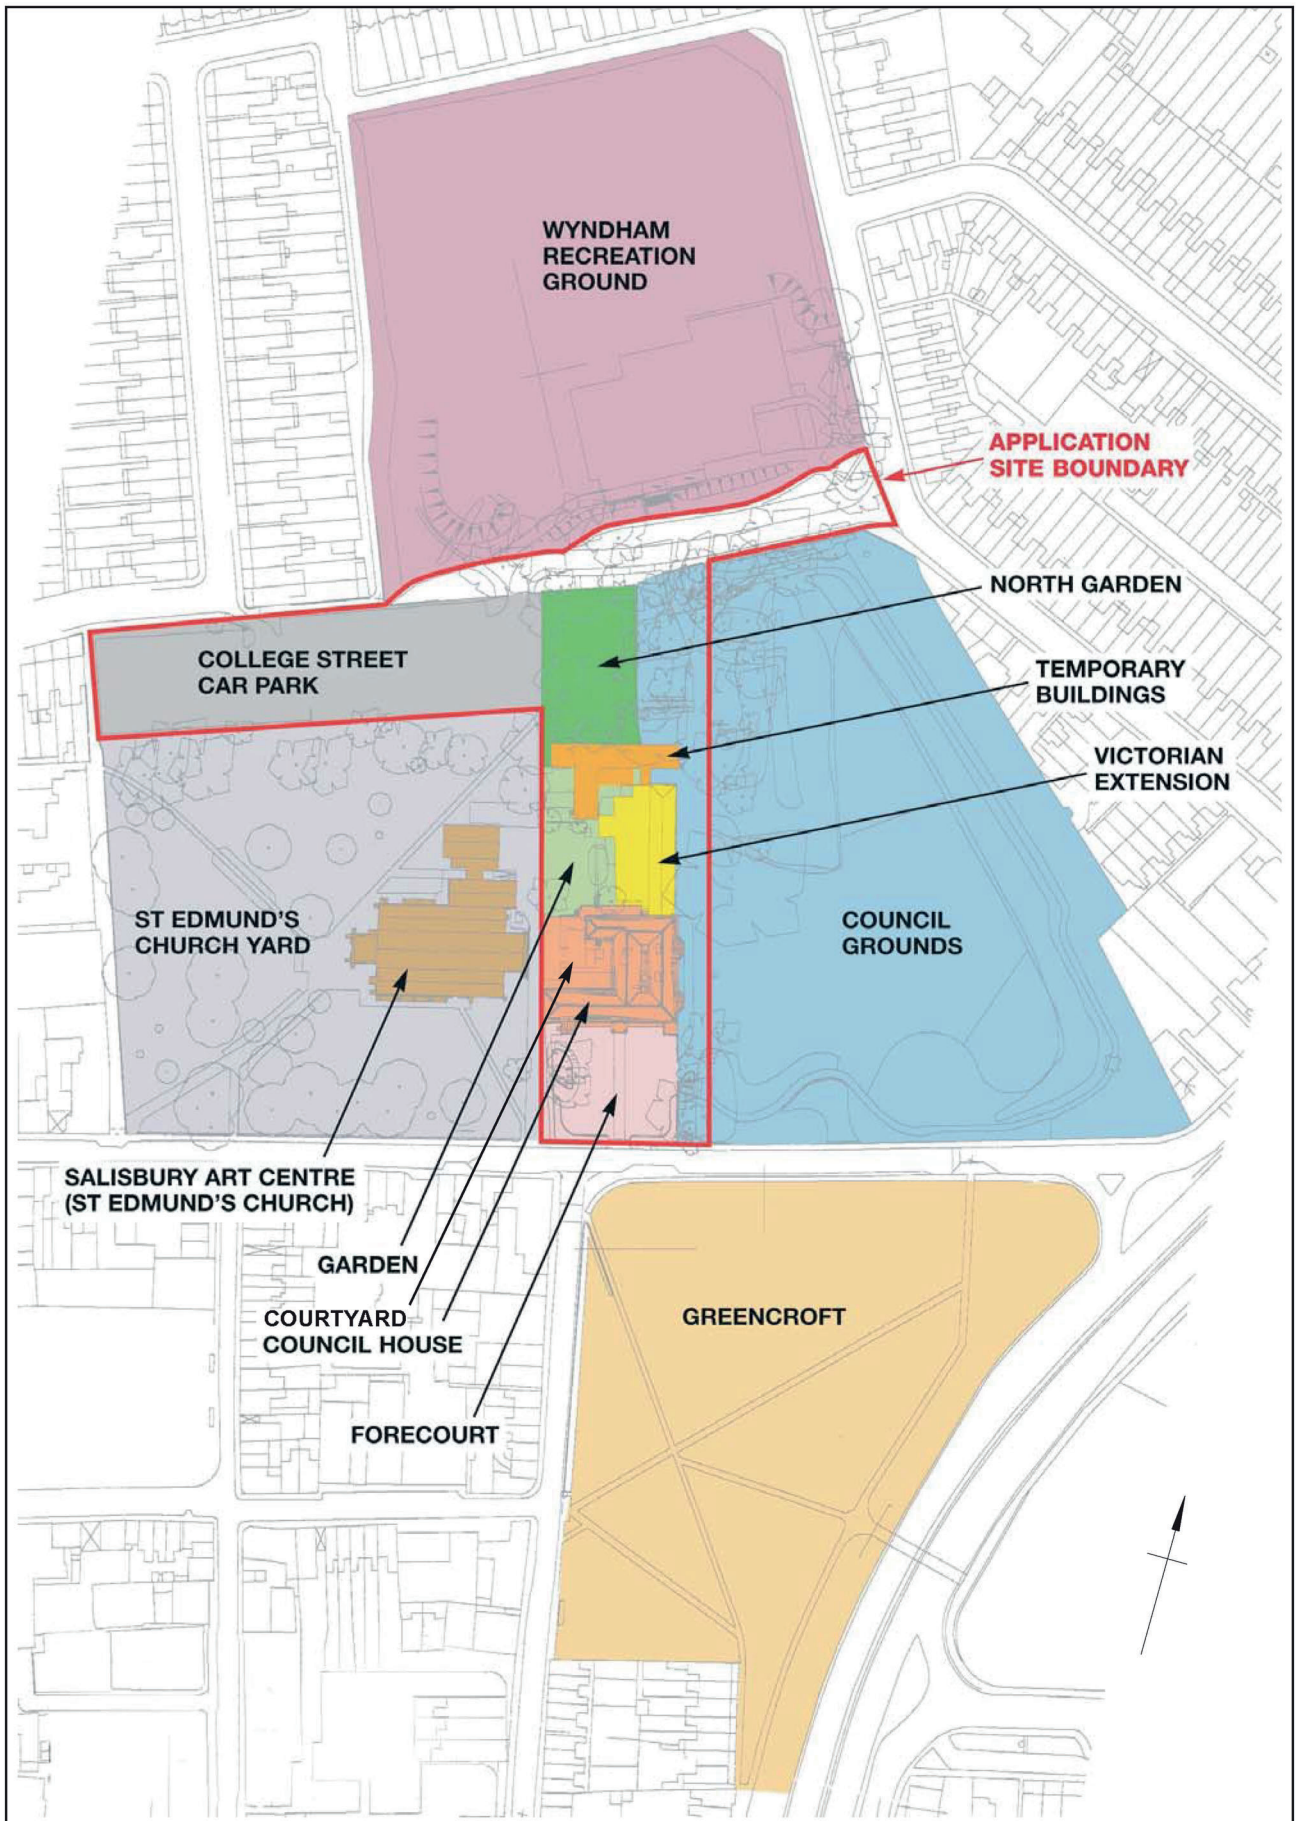 WYNDHAM
RECREATION
GROUND
APPLICATION
SITE BOUNDARY
NORTH GARDEN
COLLEGE STREET
CAR PARK
TEMPORARY
BUILDINGS
VICTORIAN
EXTENSION
ST EDMUND'S
CHURCH YARD
COUNCIL
GROUNDS
SALISBURY ART CENTRE
(ST EDMUND'S CHURCH)
GARDEN
COURTYARD
COUNCIL HOUSE
GREENCROFT
FORECOURT